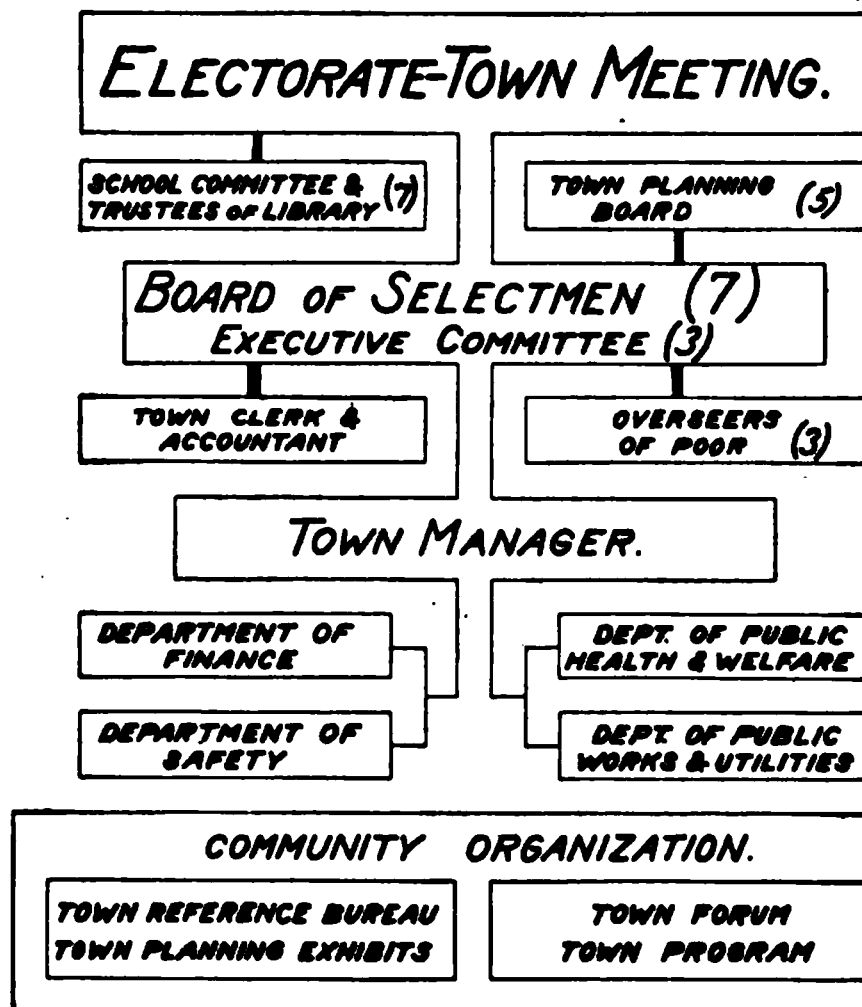 ELECTORATE-TOWN MEETING.
SCHOOL COMMITTEE &
TRUSTEES OF LIBRARY (7)
TOWN PLANNING
BOARD (5)
BOARD OF SELECTMEN (7)
EXECUTIVE COMMITTEE (3)
TOWN CLERK &
ACCOUNTANT
OVERSEERS
OF POOR (3)
TOWN MANAGER.
DEPARTMENT OF
FINANCE
DEPT. OF PUBLIC
HEALTH & WELFARE
DEPARTMENT OF
SAFETY
DEPT. OF PUBLIC
WORKS & UTILITIES
COMMUNITY ORGANIZATION.
TOWN REFERENCE BUREAU
TOWN PLANNING EXHIBITS
TOWN FORUM
TOWN PROGRAM